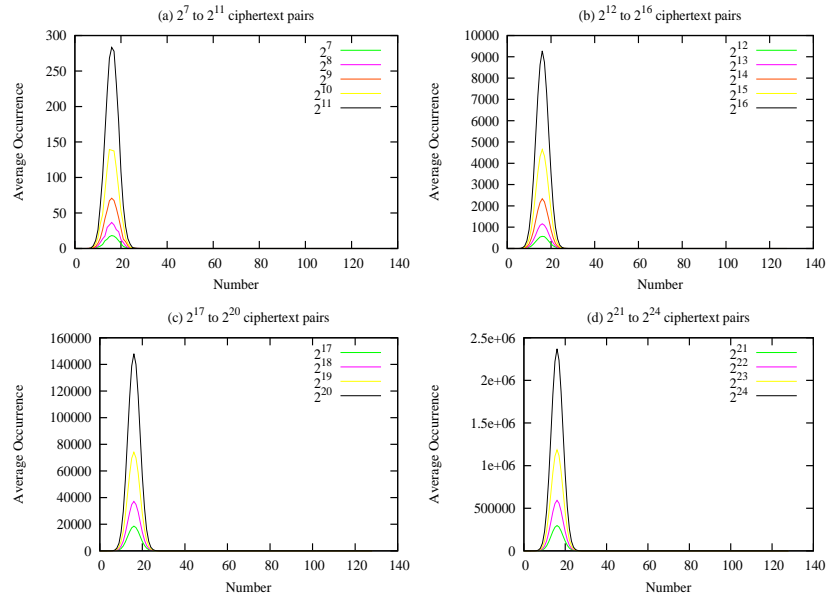 (a) 2^7 to 2^11 ciphertext pairs
300
250
200
150
100
50
0
0 20 40 60 80 100 120 140
Average Occurrence
Number
2^7
2^8
2^9
2^10
2^11
(b) 2^12 to 2^16 ciphertext pairs
10000
9000
8000
7000
6000
5000
4000
3000
2000
1000
0
0 20 40 60 80 100 120 140
Average Occurrence
Number
2^12
2^13
2^14
2^15
2^16
(c) 2^17 to 2^20 ciphertext pairs
160000
140000
120000
100000
80000
60000
40000
20000
0
0 20 40 60 80 100 120 140
Average Occurrence
Number
2^17
2^18
2^19
2^20
(d) 2^21 to 2^24 ciphertext pairs
2.5e+06
2e+06
1.5e+06
1e+06
500000
0
0 20 40 60 80 100 120 140
Average Occurrence
Number
2^21
2^22
2^23
2^24